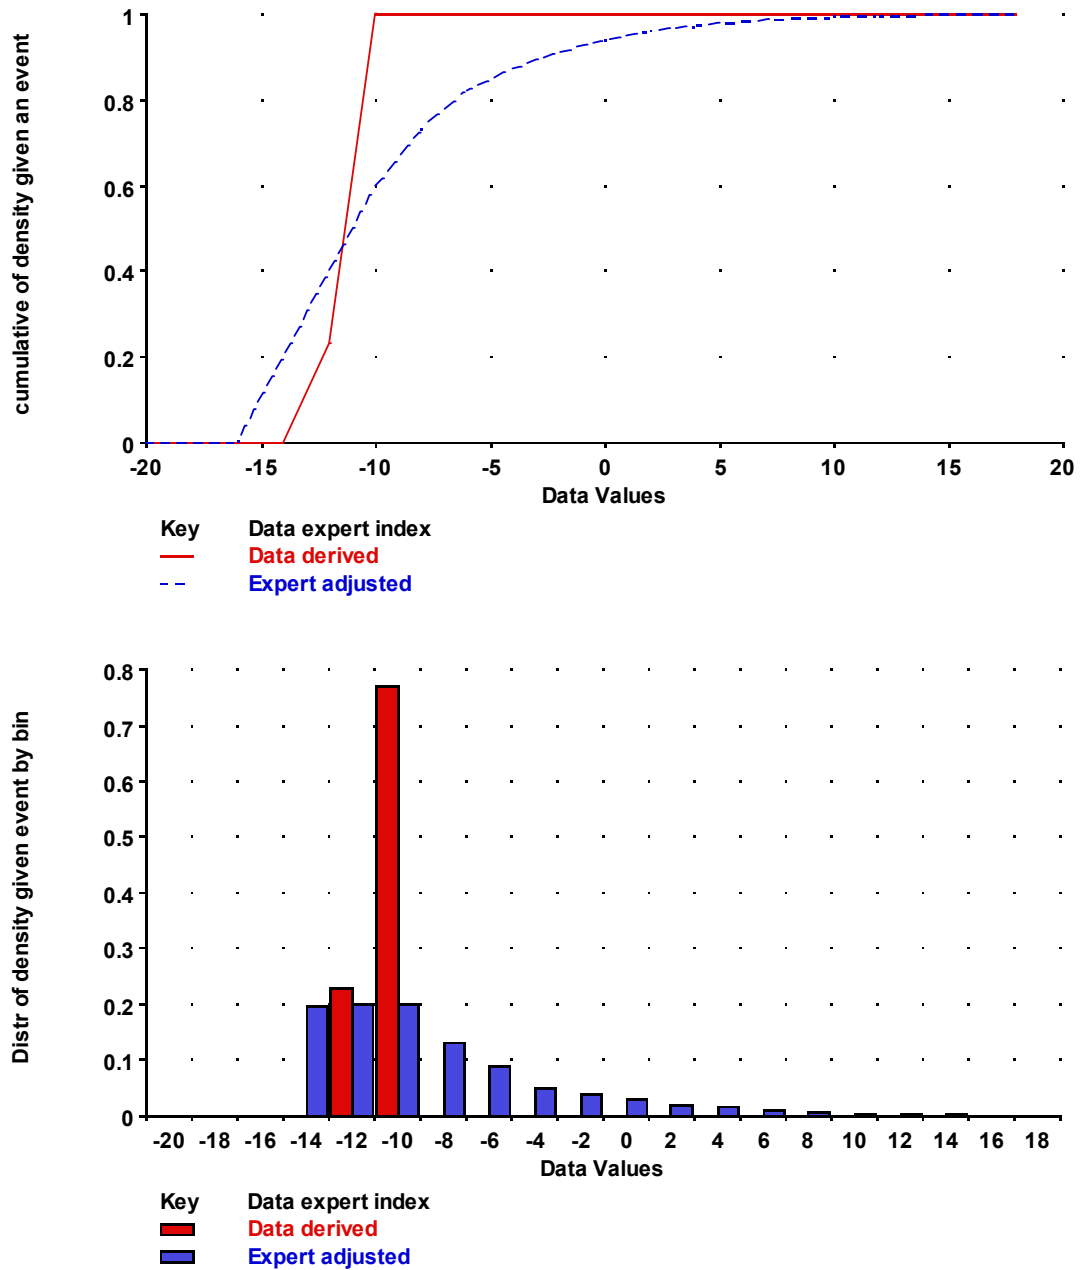 cumulative of density given an event
1
0.8
0.6
0.4
0.2
0
-20 -15 -10 -5 0 5 10 15 20
Data Values
Key Data expert index
Data derived
Expert adjusted
Distr of density given event by bin
0.8
0.7
0.6
0.5
0.4
0.3
0.2
0.1
0
-20 -18 -16 -14 -12 -10 -8 -6 -4 -2 0 2 4 6 8 10 12 14 16 18
Data Values
Key Data expert index
Data derived
Expert adjusted